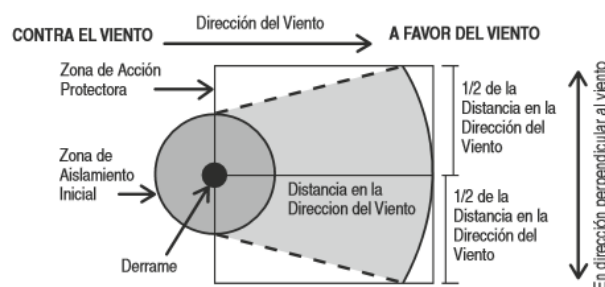 Dirección del Viento
CONTRA EL VIENTO
A FAVOR DEL VIENTO
Zona de Acción
Protectora
Zona de
Aislamiento
Inicial
Derrame
Distancia en la
Direccion del Viento
1/2 de la
Distancia en la
Dirección del
Viento
1/2 de la
Distancia en la
Dirección del
Viento
En dirección perpendicular al viento